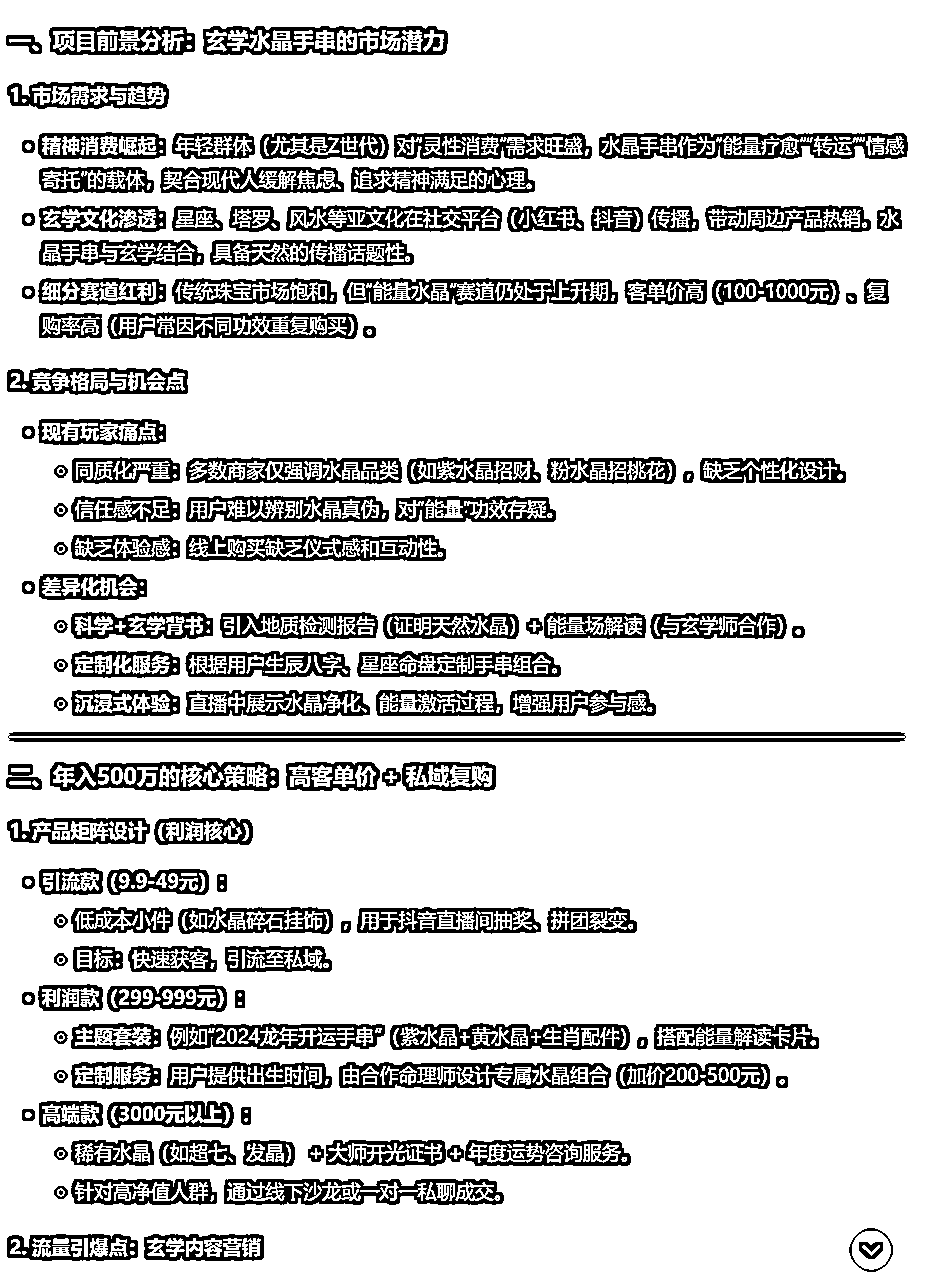 一、项目前景分析：玄学水晶手串的市场潜力
1. 市场需求与趋势
精神消费崛起：年轻群体（尤其是Z世代）对“灵性消费”需求旺盛，水晶手串作为“能量疗愈”“转运”“情感
寄托”的载体，契合现代人缓解焦虑、追求精神满足的心理。
玄学文化渗透：星座、塔罗、风水等亚文化在社交平台（小红书、抖音）传播，带动周边产品热销。水
晶手串与玄学结合，具备天然的传播话题性。
细分赛道红利：传统珠宝市场饱和，但“能量水晶”赛道仍处于上升期，客单价高（100-1000元）、复
购率高（用户常因不同功效重复购买）。
2. 竞争格局与机会点
现有玩家痛点：
同质化严重：多数商家仅强调水晶品类（如紫水晶招财、粉水晶招桃花），缺乏个性化设计。
信任感不足：用户难以辨别水晶真伪，对“能量”功效存疑。
缺乏体验感：线上购买缺乏仪式感和互动性。
差异化机会：
科学+玄学背书：引入地质检测报告（证明天然水晶）+ 能量场解读（与玄学师合作）。
定制化服务：根据用户生辰八字、星座命盘定制手串组合。
沉浸式体验：直播中展示水晶净化、能量激活过程，增强用户参与感。
二、年入500万的核心策略：高客单价 + 私域复购
1. 产品矩阵设计（利润核心）
引流款（9.9-49元）：
低成本小件（如水晶碎石挂饰），用于抖音直播间抽奖、拼团裂变。
目标：快速获客，引流至私域。
利润款（299-999元）：
主题套装：例如“2024龙年开运手串”（紫水晶+黄水晶+生肖配件），搭配能量解读卡片。
定制服务：用户提供出生时间，由合作命理师设计专属水晶组合（加价200-500元）。
高端款（3000元以上）：
稀有水晶（如超七、发晶） + 大师开光证书 + 年度运势咨询服务。
针对高净值人群，通过线下沙龙或一对一私聊成交。
2. 流量引爆点：玄学内容营销